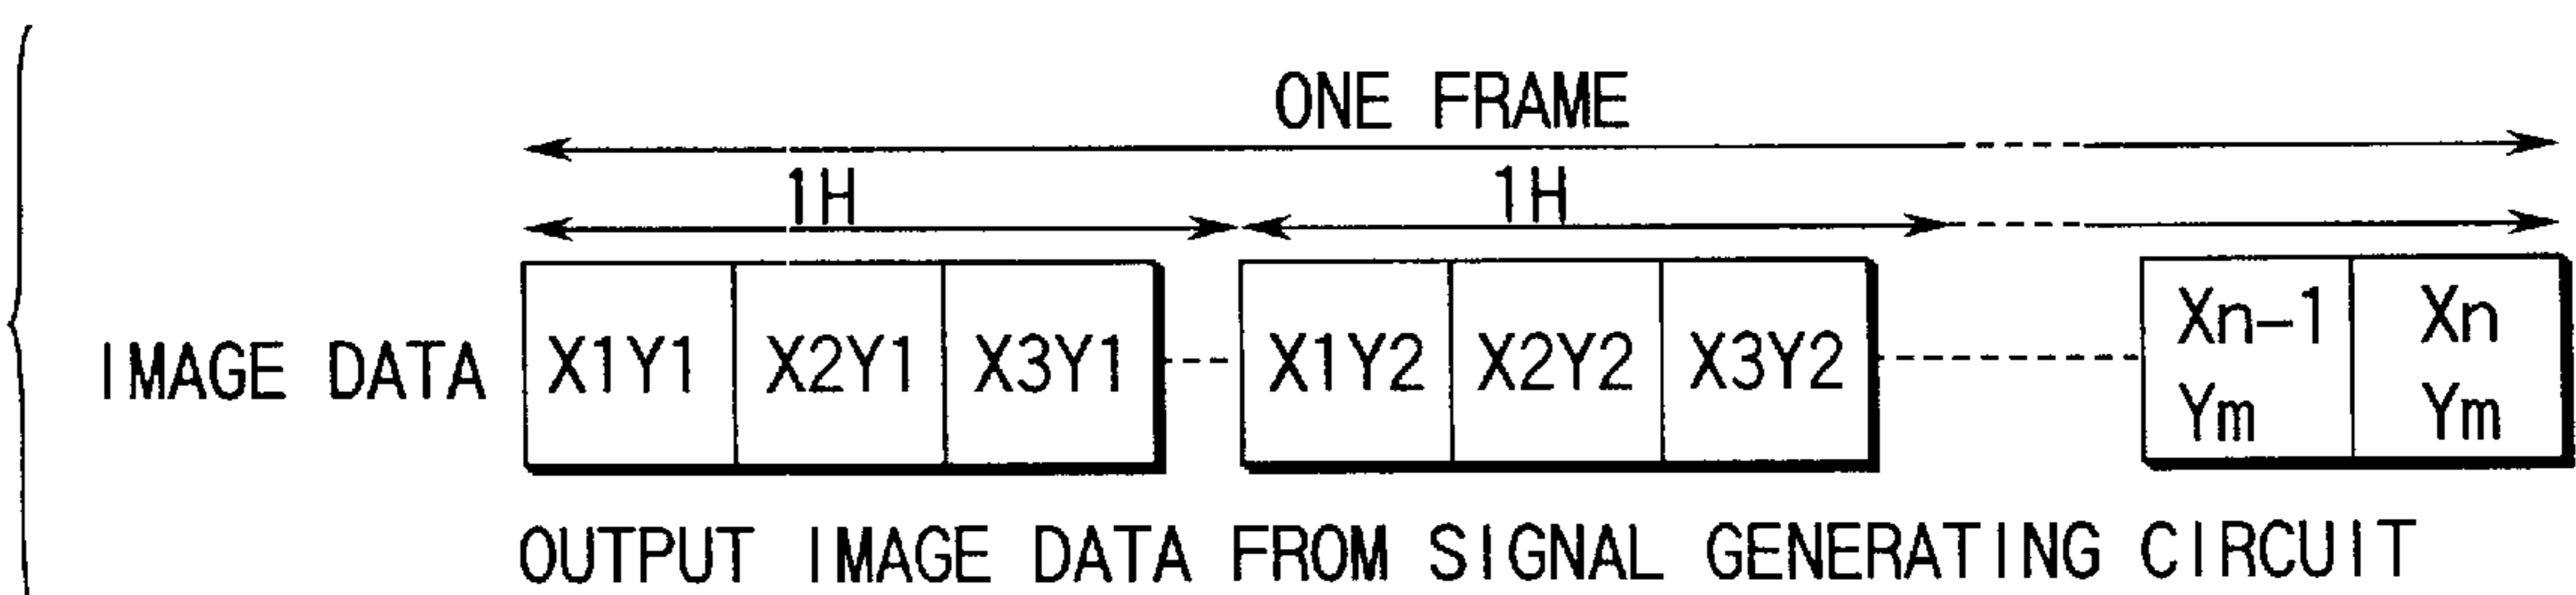 ONE FRAME
1H 1H
IMAGE DATA X1Y1 X2Y1 X3Y1 X1Y2 X2Y2 X3Y2 Xn-1 Ym Xn Ym
OUTPUT IMAGE DATA FROM SIGNAL GENERATING CIRCUIT